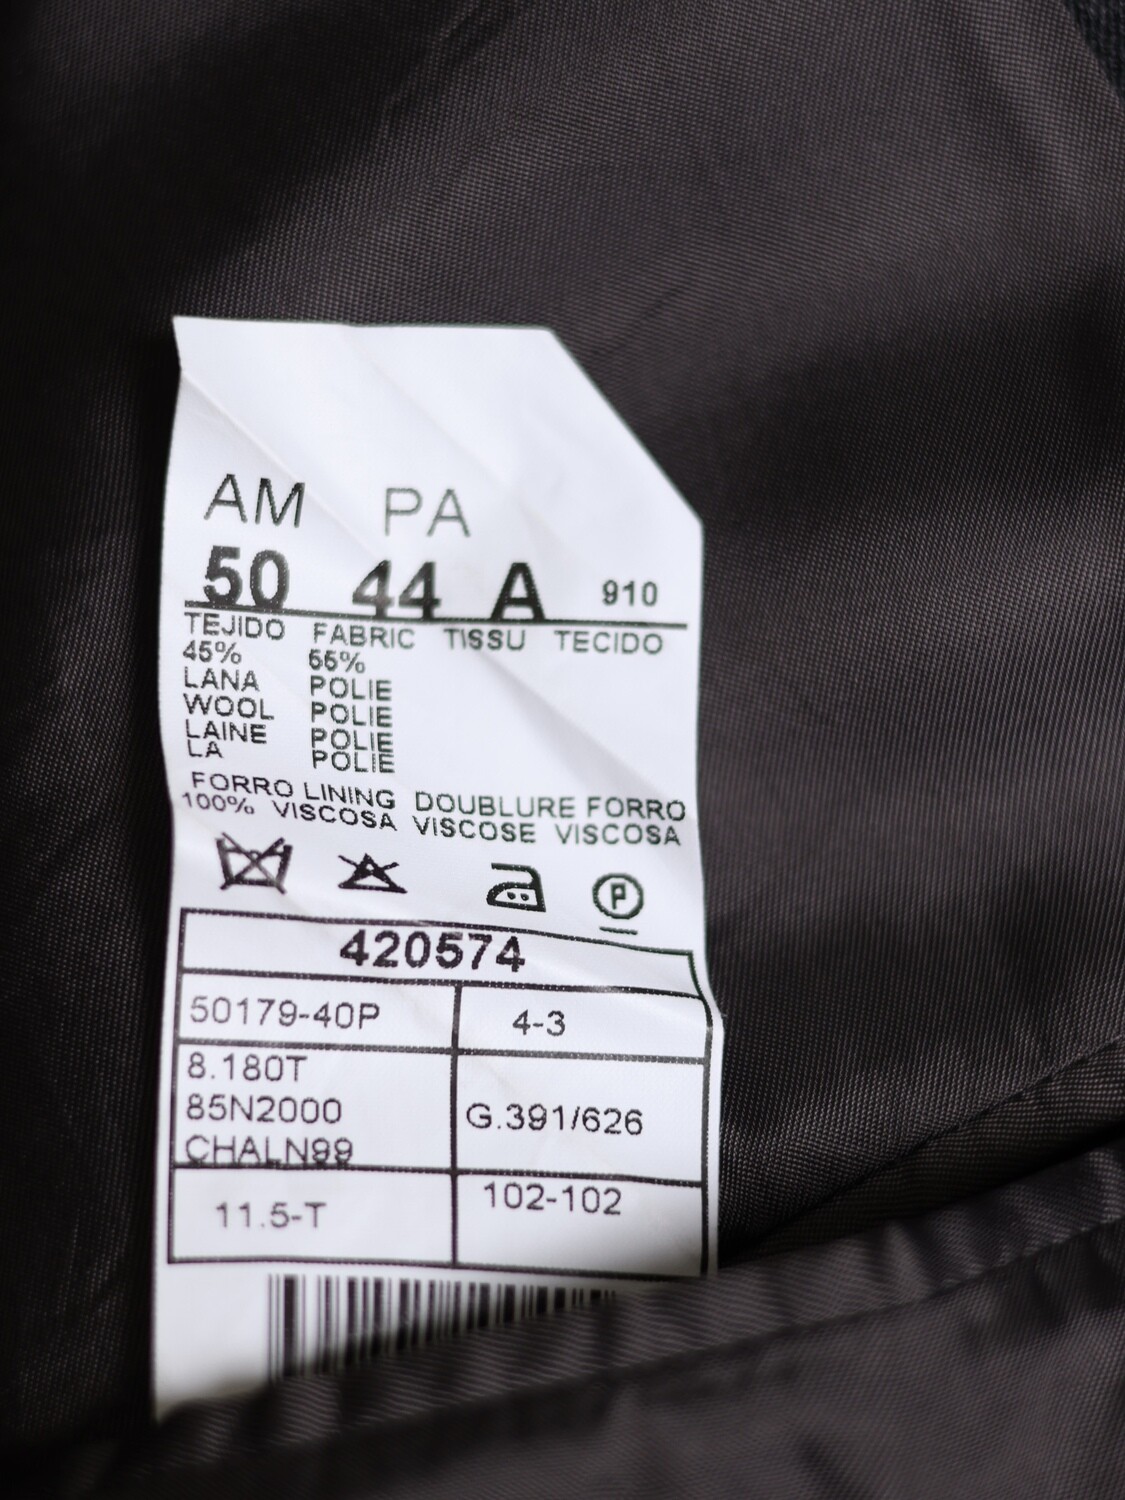 AM PA
50 44 A 910
TEJIDO FABRIC TISSU TECIDO
45% 55%
LANA POLIE
WOOL POLIE
LAINE POLIE
LA POLIE
FORRO LINING DOUBLURE FORRO
100% VISCOSA VISCOSE VISCOSA
P
420574
50179-40P 4-3
8.180T
85N2000 G.391/626
CHALN99
11.5-T 102-102